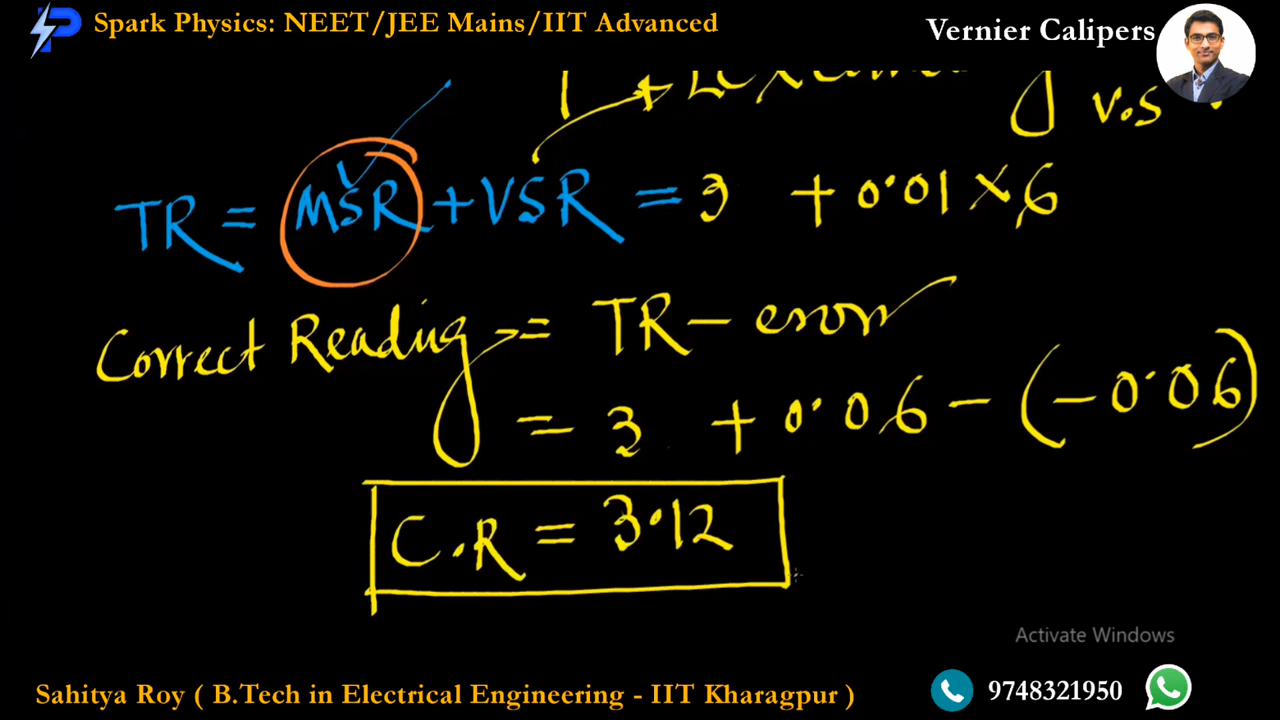 Spark Physics: NEET/JEE Mains/IIT Advanced
Vernier Calipers
v.s
TR = MSR + VSR = 3 + 0.01 × 6
Correct Reading = TR - error
= 3 + 0.06 - (-0.06)
C.R = 3.12
Activate Windows
Sahitya Roy ( B.Tech in Electrical Engineering - IIT Kharagpur )
9748321950